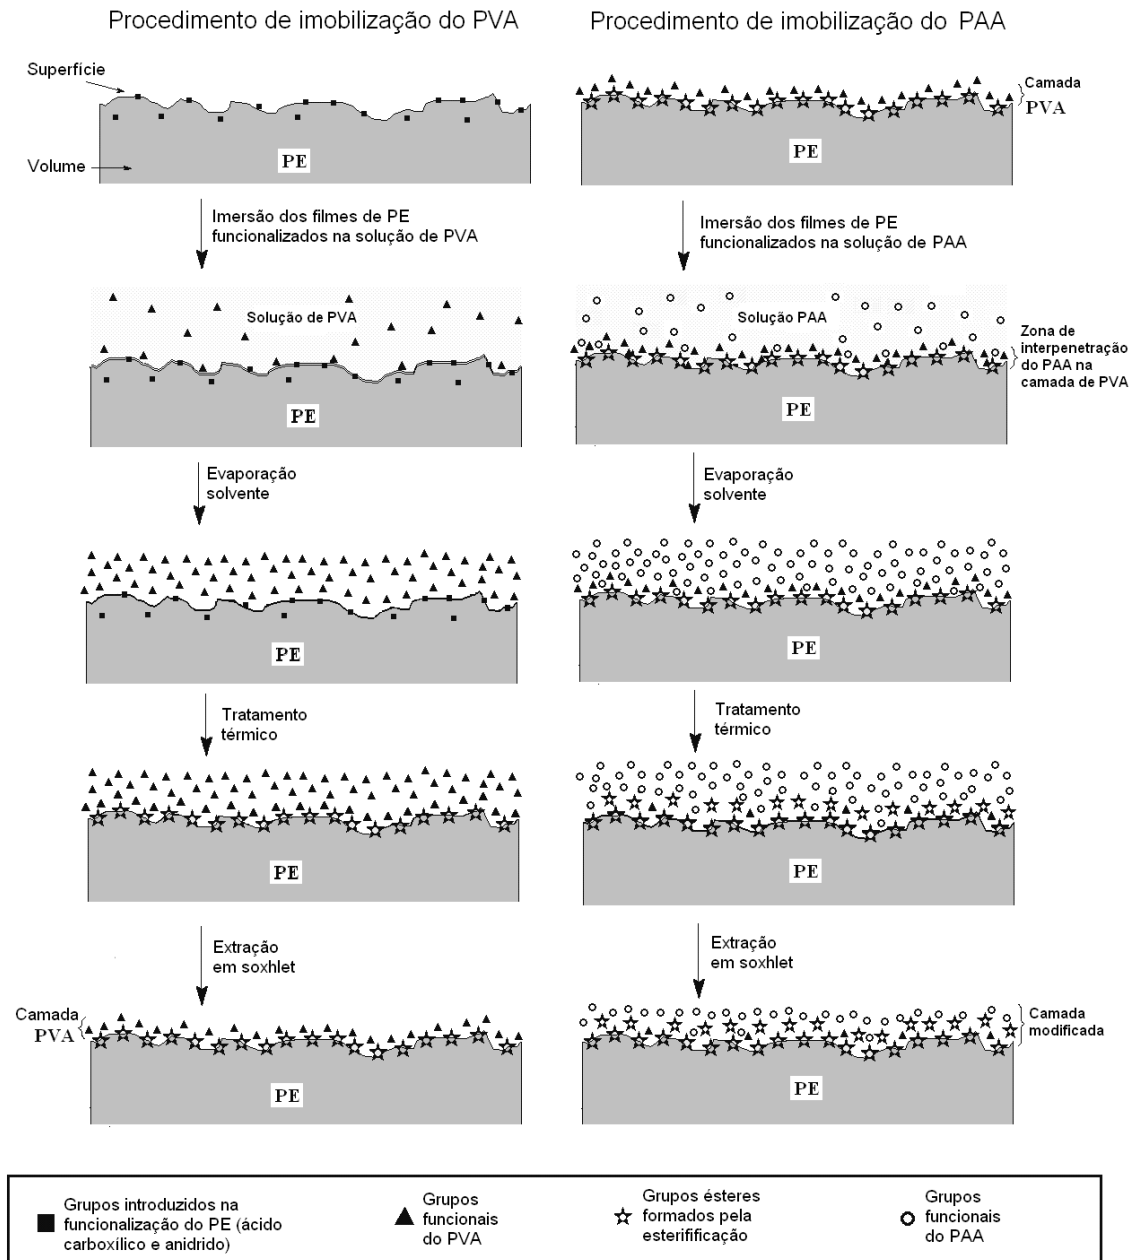 Procedimento de imobilização do PVA
Superfície
Volume
PE
Imersão dos filmes de PE
funcionalizados na solução de PVA
Solução de PVA
PE
Evaporação
solvente
PE
Tratamento
térmico
PE
Extração
em soxhlet
Camada
PVA
PE
Procedimento de imobilização do PAA
Camada
PVA
PE
Imersão dos filmes de PE
funcionalizados na solução de PAA
Solução PAA
Zona de
interpenetração
do PAA na
camada de PVA
PE
Evaporação
solvente
PE
Tratamento
térmico
PE
Extração
em soxhlet
Camada
modificada
PE
Grupos introduzidos na
funcionalização do PE (ácido
carboxílico e anidrido)
Grupos
funcionais
do PVA
Grupos ésteres
formados pela
esterifificação
Grupos
funcionais
do PAA